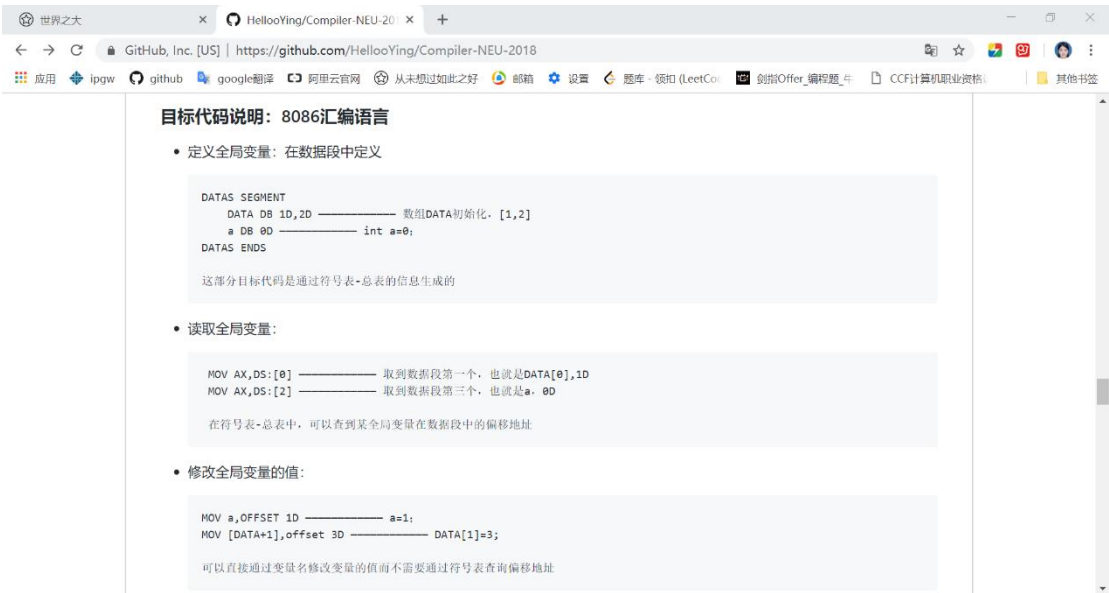 世界之大
HellooYing/Compiler-NEU-20
GitHub, Inc. [US] | https://github.com/HellooYing/Compiler-NEU-2018
应用 ipgw github google翻译 阿里云官网 从未想过如此之好 邮箱 设置 题库 - 领扣 (LeetCo 剑指Offer_编程题_牛 CCF计算机职业资格 其他书签
目标代码说明：8086汇编语言
• 定义全局变量：在数据段中定义
DATAS SEGMENT
DATA DB 1D,2D ———————————— 数组DATA初始化，[1,2]
a DB 0D ———————————— int a=0;
DATAS ENDS
这部分目标代码是通过符号表-总表的信息生成的
• 读取全局变量：
MOV AX,DS:[0] ———————————— 取到数据段第一个，也就是DATA[0],1D
MOV AX,DS:[2] ———————————— 取到数据段第三个，也就是a，0D
在符号表-总表中，可以查到某全局变量在数据段中的偏移地址
• 修改全局变量的值：
MOV a,OFFSET 1D ———————————— a=1;
MOV [DATA+1],offset 3D ———————————— DATA[1]=3;
可以直接通过变量名修改变量的值而不需要通过符号表查询偏移地址